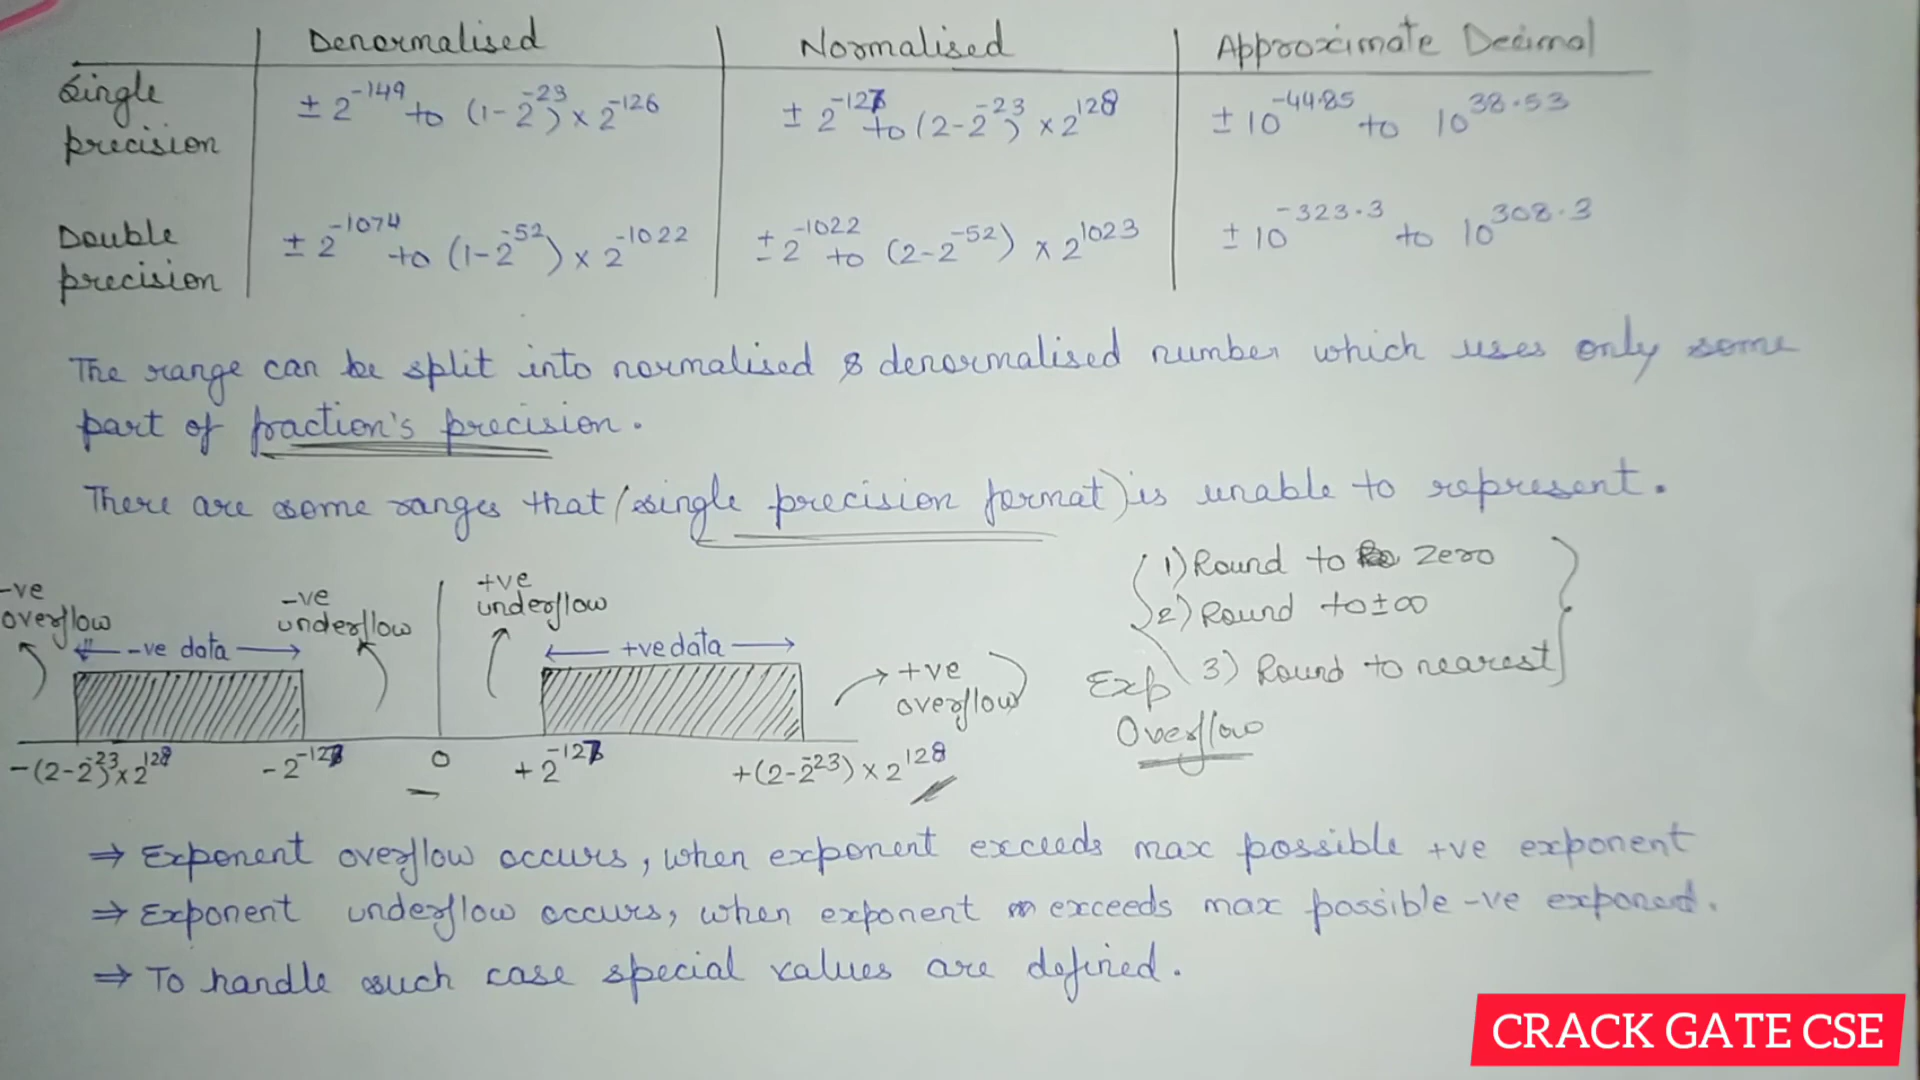 Denormalised Normalised Approximate Decimal
Single precision ± 2^-149 to (1-2^-23) × 2^-126 ± 2^-127 to (2-2^-23) × 2^128 ± 10^-44.85 to 10^38.53
Double precision ± 2^-1074 to (1-2^-52) × 2^-1022 ± 2^-1022 to (2-2^-52) × 2^1023 ± 10^-323.3 to 10^308.3
The range can be split into normalised & denormalised number which uses only some
part of fraction's precision.
There are some ranges that (single precision format) is unable to represent.
-ve overflow
-ve data
-ve underflow
+ve underflow
+ve data
+ve overflow
-(2-2^-23)×2^128 0 +(2-2^-23)×2^128
1) Round to Zero
2) Round to ±∞
3) Round to nearest
Exp
Overflow
⇒ Exponent overflow occurs, when exponent exceeds max possible +ve exponent
⇒ Exponent underflow occurs, when exponent exceeds max possible -ve exponent.
⇒ To handle such case special values are defined.
CRACK GATE CSE